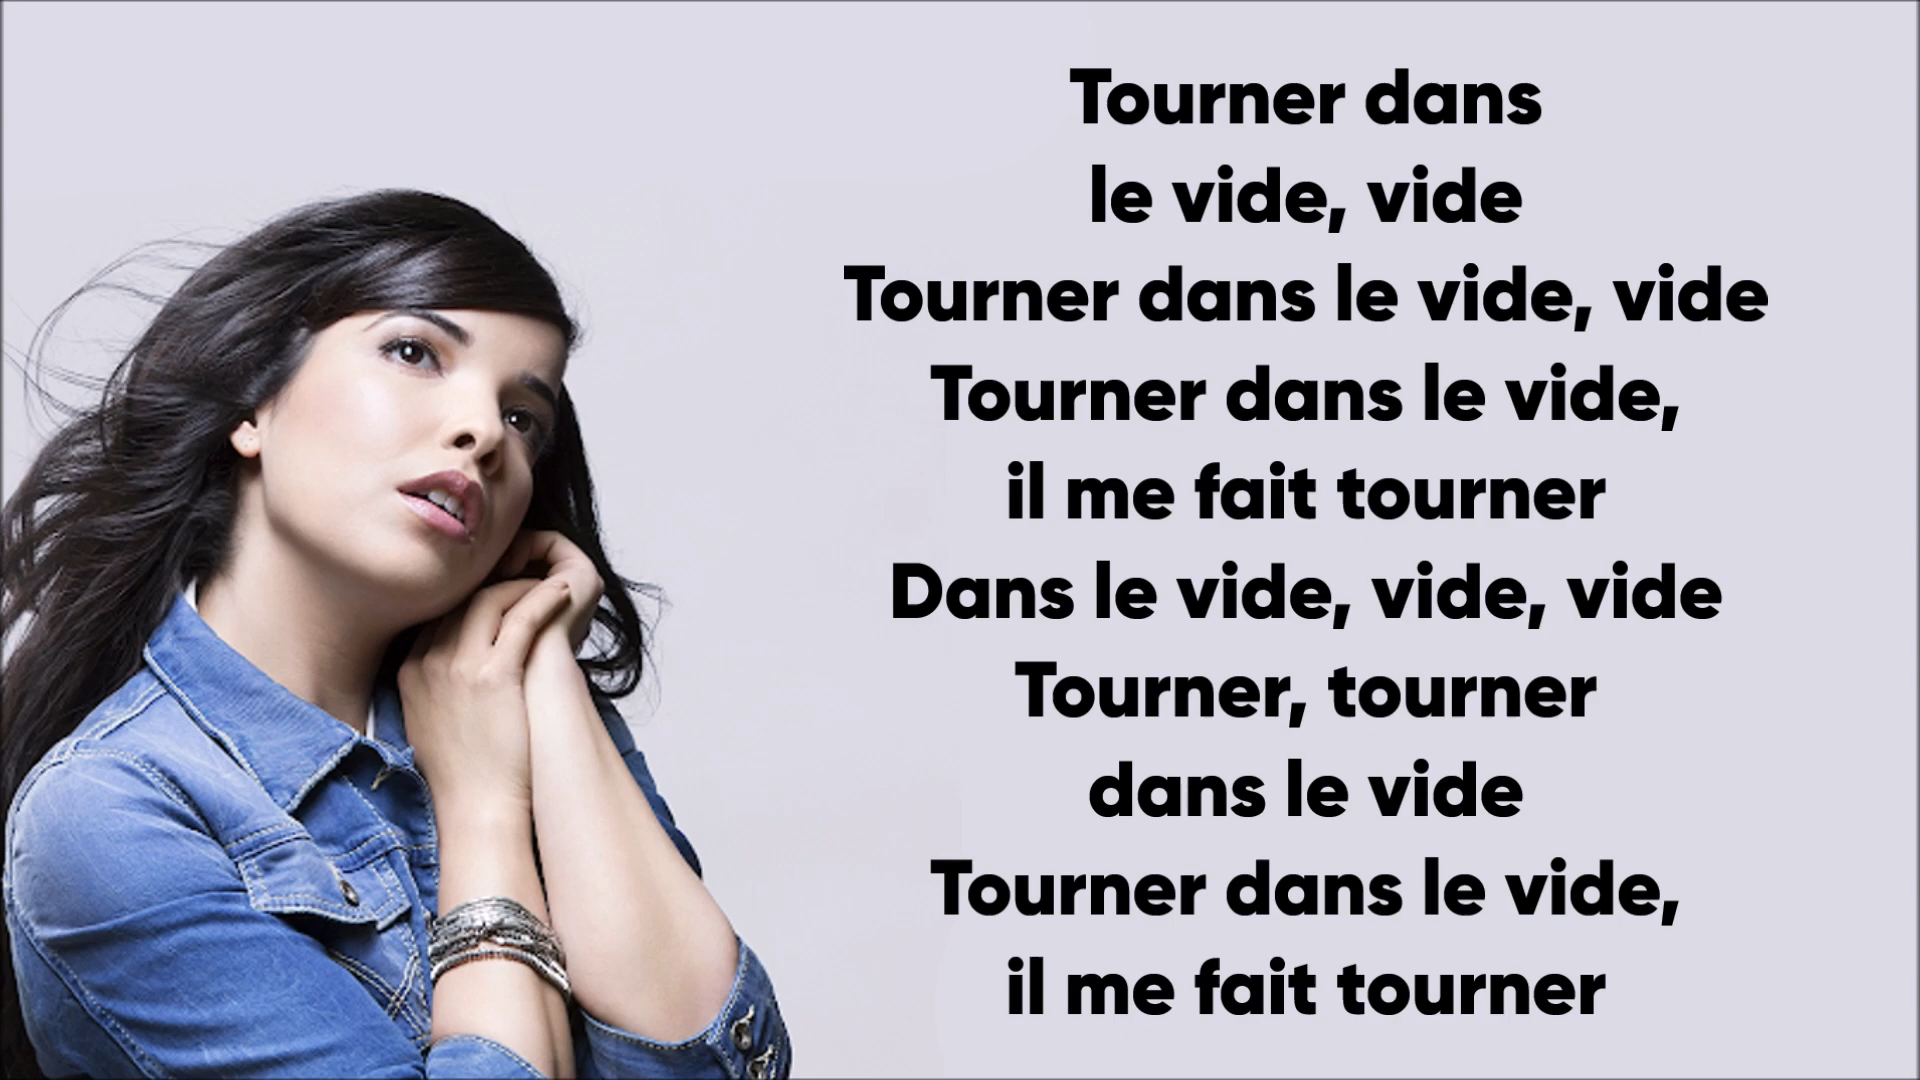 Tourner dans
le vide, vide
Tourner dans le vide, vide
Tourner dans le vide,
il me fait tourner
Dans le vide, vide, vide
Tourner, tourner
dans le vide
Tourner dans le vide,
il me fait tourner